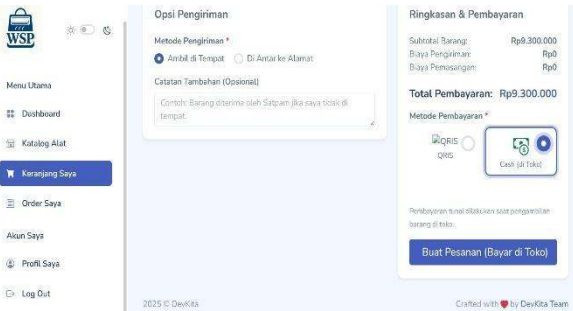 WSP
Menu Utama
Dashboard
Katalog Alat
Keranjang Saya
Order Saya
Akun Saya
Profil Saya
Log Out
Opsi Pengiriman
Metode Pengiriman *
Ambil di Tempat Di Antar ke Alamat
Catatan Tambahan (Opsional)
Contoh: Barang diterima oleh Satpam jika saya tidak di
tempat.
Ringkasan & Pembayaran
Subtotal Barang: Rp9.300.000
Biaya Pengiriman: Rp0
Biaya Pemasangan: Rp0
Total Pembayaran: Rp9.300.000
Metode Pembayaran *
QRIS
QRIS
Cash (di Toko)
Pembayaran tunai dilakukan saat pengambilan
barang di toko.
Buat Pesanan (Bayar di Toko)
2025 © DevKita
Crafted with by DevKita Team